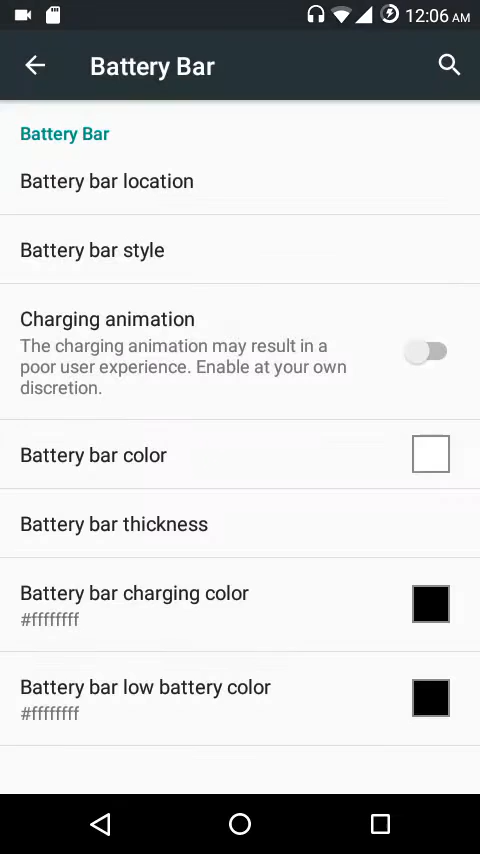 12:06 AM
Battery Bar
Battery Bar
Battery bar location
Battery bar style
Charging animation
The charging animation may result in a
poor user experience. Enable at your own
discretion.
Battery bar color
Battery bar thickness
Battery bar charging color
#ffffffff
Battery bar low battery color
#ffffffff